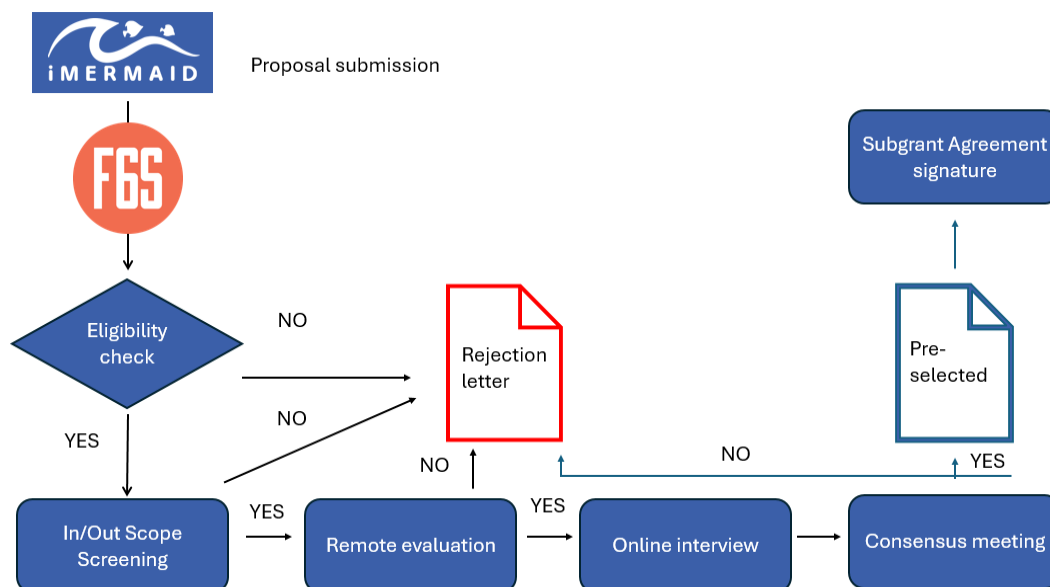 iMERMAID
Proposal submission
F6S
Subgrant Agreement
signature
Eligibility
check
NO
Rejection
letter
Pre-
selected
NO
YES
NO
NO
YES
In/Out Scope
Screening
YES
Remote evaluation
YES
Online interview
Consensus meeting